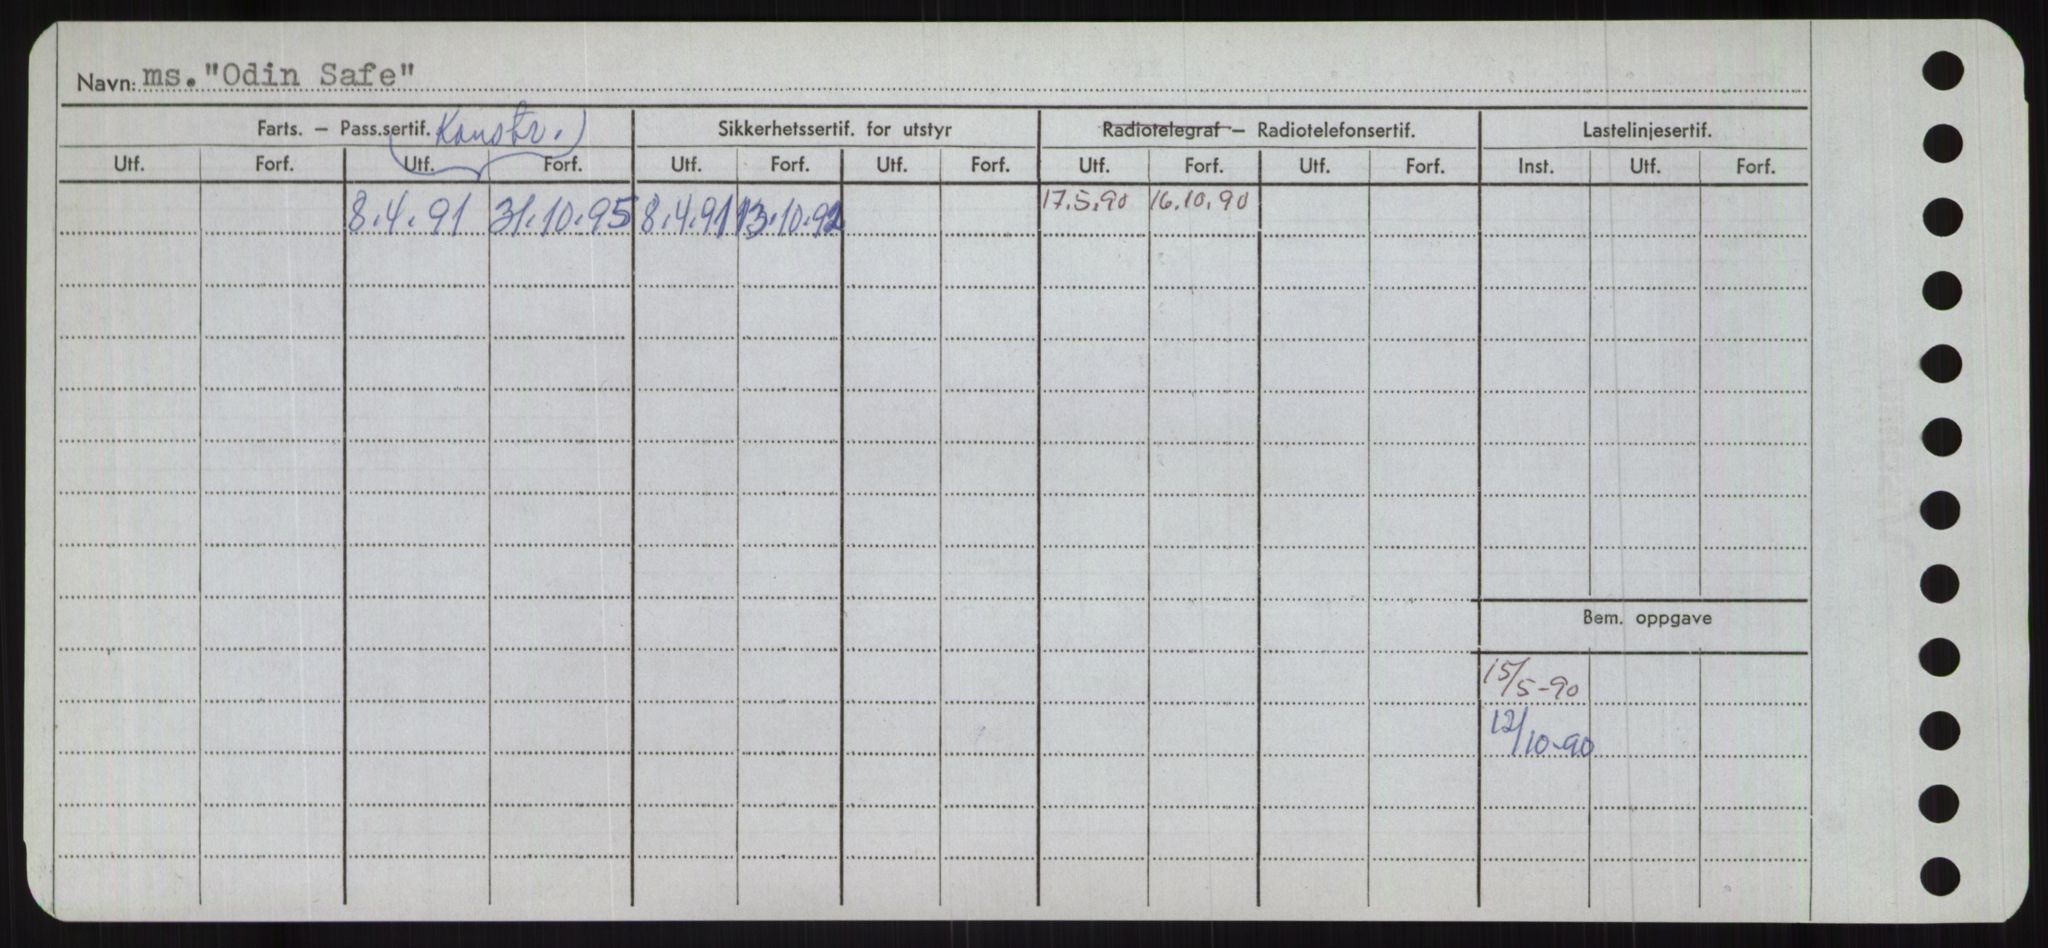 Navn: ms. "Odin Safe"
Farts. – Pass.sertif. Konstr. Sikkerhetssertif. for utstyr Radiotelegraf – Radiotelefonsertif. Lastelinjesertif.
Utf. Forf. Utf. Forf. Utf. Forf. Utf. Forf. Utf. Forf. Utf. Forf. Inst. Utf. Forf.
8.4.91 31.10.95 8.4.91 13.10.92 17.5.90 16.10.90
Bem. oppgave
15/5-90
12/10-90